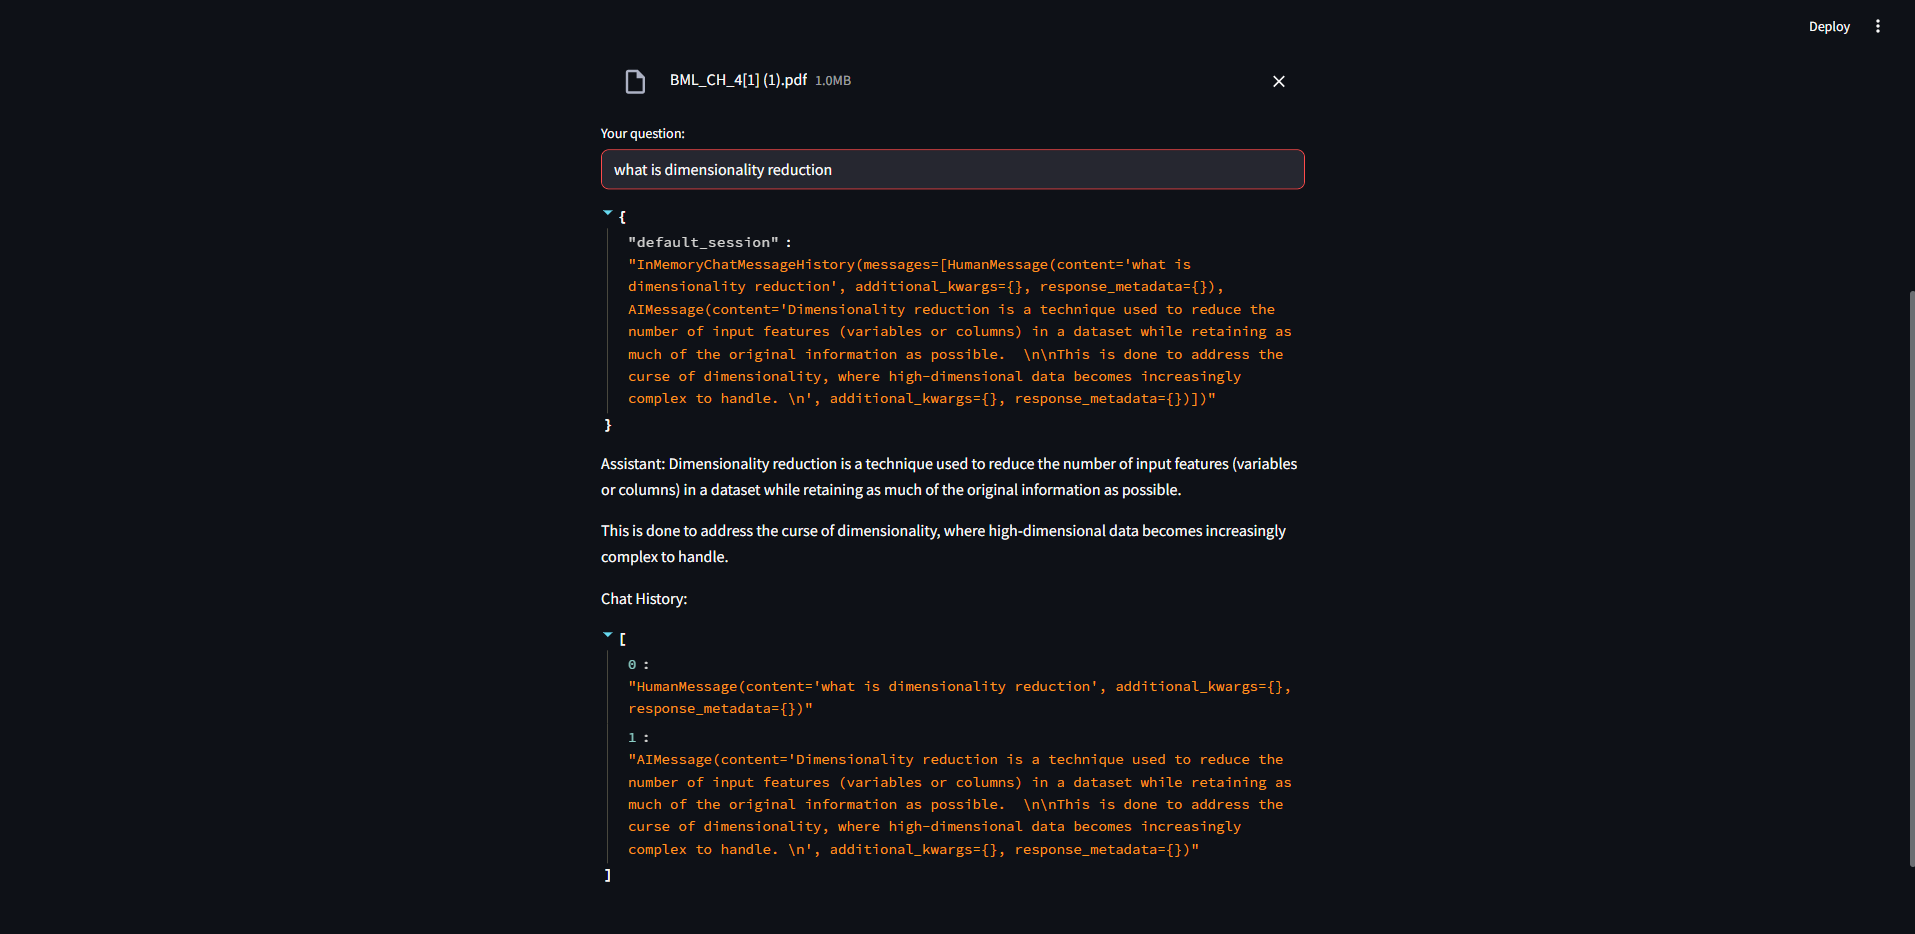 Deploy
BML_CH_4[1] (1).pdf 1.0MB
Your question:
what is dimensionality reduction
{
"default_session" :
"InMemoryChatMessageHistory(messages=[HumanMessage(content='what is
dimensionality reduction', additional_kwargs={}, response_metadata={}),
AIMessage(content='Dimensionality reduction is a technique used to reduce the
number of input features (variables or columns) in a dataset while retaining as
much of the original information as possible.  \n\nThis is done to address the
curse of dimensionality, where high-dimensional data becomes increasingly
complex to handle. \n', additional_kwargs={}, response_metadata={})])"
}
Assistant: Dimensionality reduction is a technique used to reduce the number of input features (variables
or columns) in a dataset while retaining as much of the original information as possible.
This is done to address the curse of dimensionality, where high-dimensional data becomes increasingly
complex to handle.
Chat History:
[
0 :
"HumanMessage(content='what is dimensionality reduction', additional_kwargs={},
response_metadata={})"
1 :
"AIMessage(content='Dimensionality reduction is a technique used to reduce the
number of input features (variables or columns) in a dataset while retaining as
much of the original information as possible.  \n\nThis is done to address the
curse of dimensionality, where high-dimensional data becomes increasingly
complex to handle. \n', additional_kwargs={}, response_metadata={})"
]